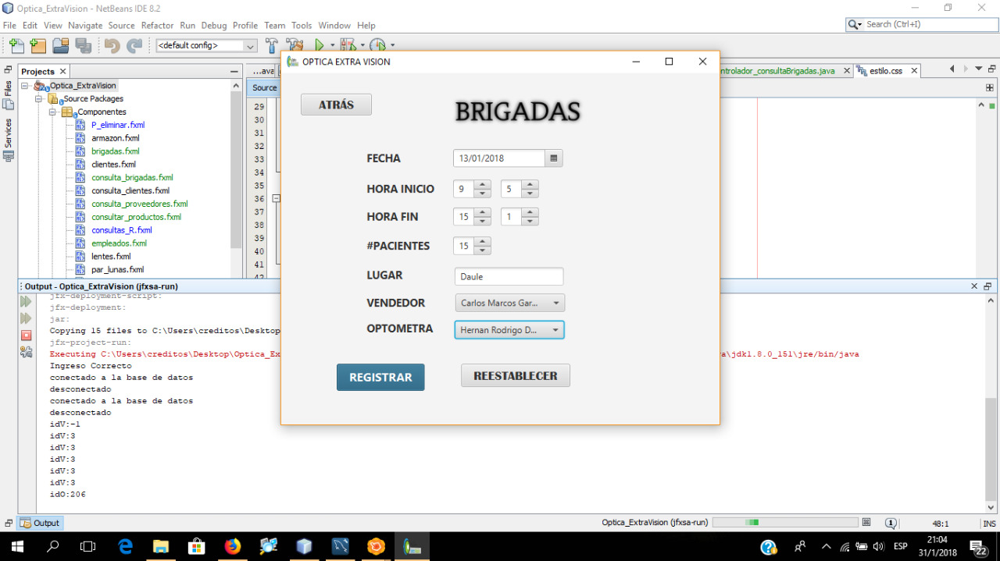 Optica_ExtraVision - NetBeans IDE 8.2
File Edit View Navigate Source Refactor Run Debug Profile Team Tools Window Help
Search (Ctrl+I)
<default config>
Projects
...ava
ntrolador_consultaBrigadas.java
estilo.css
Files
Services
Source
Optica_ExtraVision
Source Packages
Componentes
P_eliminar.fxml
armazon.fxml
brigadas.fxml
clientes.fxml
consulta_brigadas.fxml
consulta_clientes.fxml
consulta_proveedores.fxml
consultar_productos.fxml
consultas_R.fxml
empleados.fxml
lentes.fxml
par_lunas.fxml
29
30
31
32
33
34
35
36
37
38
39
40
41
42
OPTICA EXTRA VISION
ATRÁS
BRIGADAS
FECHA 13/01/2018
HORA INICIO 9 5
HORA FIN 15 1
#PACIENTES 15
LUGAR Daule
VENDEDOR Carlos Marcos Gar...
OPTOMETRA Hernan Rodrigo D...
REGISTRAR REESTABLECER
Output - Optica_ExtraVision (jfxsa-run)
jfx-deployment-script:
jfx-deployment:
jar:
Copying 15 files to C:\Users\creditos\Desktop
jfx-project-run:
Executing C:\Users\creditos\Desktop\Optica_Ex
a\jdk1.8.0_151\jre/bin/java
Ingreso Correcto
conectado a la base de datos
desconectado
conectado a la base de datos
desconectado
idV:-1
idV:3
idV:3
idV:3
idV:3
idV:3
idO:206
Output
Optica_ExtraVision (jfxsa-run)
1
48:1
INS
ESP
21:04
31/1/2018
22